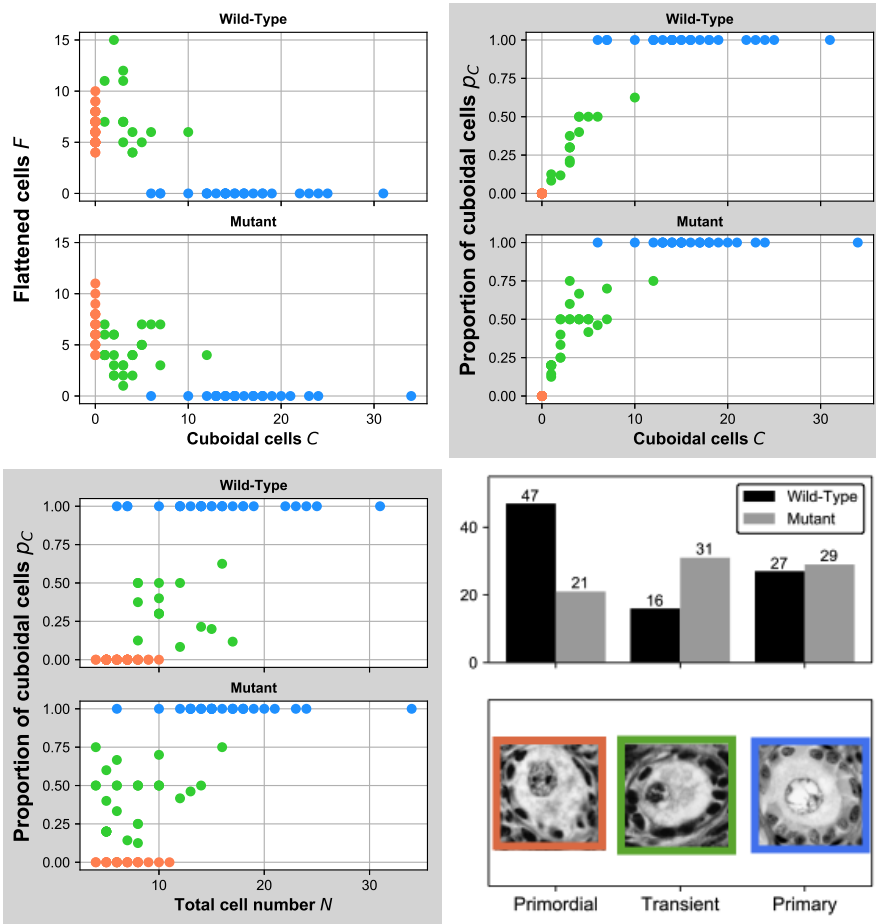 Wild-Type
15
10
5
0
Flattened cells F
Mutant
15
10
5
0
0 10 20 30
Cuboidal cells C
Wild-Type
1.00
0.75
0.50
0.25
0.00
Proportion of cuboidal cells pC
Mutant
1.00
0.75
0.50
0.25
0.00
0 10 20 30
Cuboidal cells C
Wild-Type
1.00
0.75
0.50
0.25
0.00
Proportion of cuboidal cells pC
Mutant
1.00
0.75
0.50
0.25
0.00
10 20 30
Total cell number N
Wild-Type
Mutant
40
20
0
47
21
16
31
27
29
Primordial Transient Primary